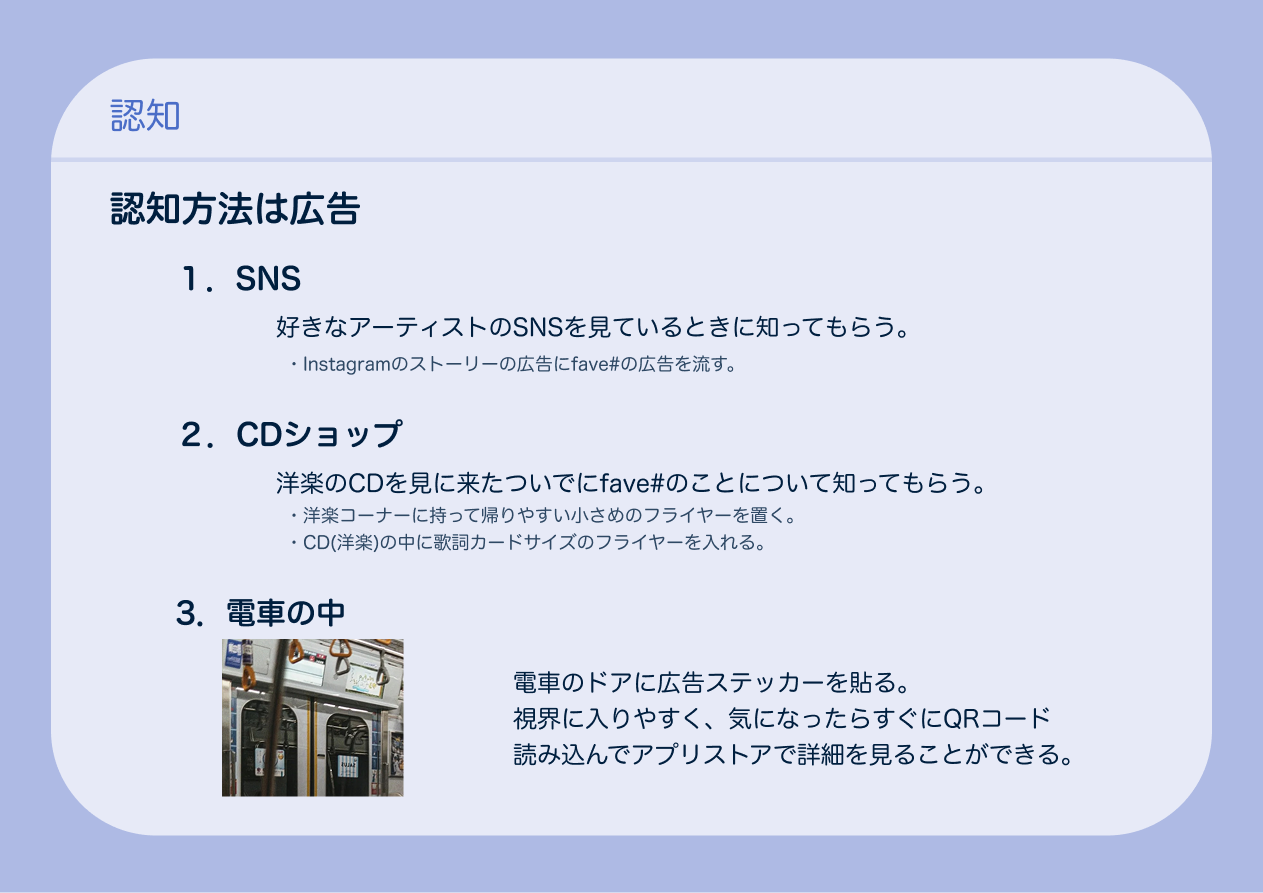 認知
認知方法は広告
１．SNS
好きなアーティストのSNSを見ているときに知ってもらう。
・Instagramのストーリーの広告にfave#の広告を流す。
２．CDショップ
洋楽のCDを見に来たついでにfave#のことについて知ってもらう。
・洋楽コーナーに持って帰りやすい小さめのフライヤーを置く。
・CD(洋楽)の中に歌詞カードサイズのフライヤーを入れる。
3．電車の中
電車のドアに広告ステッカーを貼る。
視界に入りやすく、気になったらすぐにQRコード
読み込んでアプリストアで詳細を見ることができる。